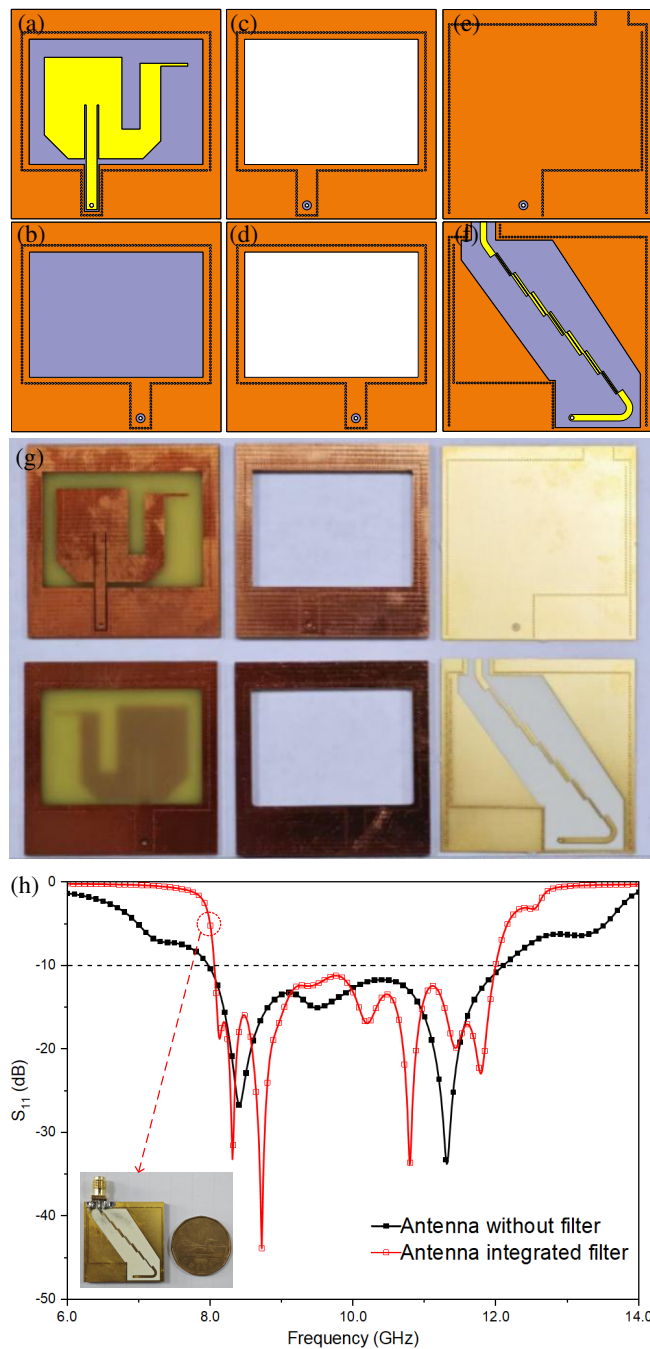 (a) (c) (e)
(b) (d) (f)
(g)
(h)
0
-10
-20
-30
-40
-50
S11 (dB)
Antenna without filter
Antenna integrated filter
6.0 8.0 10.0 12.0 14.0
Frequency (GHz)